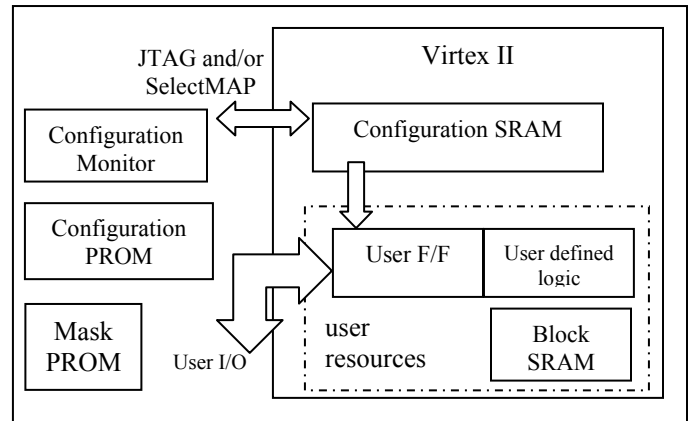 JTAG and/or
SelectMAP
Virtex II
Configuration
Monitor
Configuration SRAM
Configuration
PROM
User F/F
User defined
logic
Mask
PROM
User I/O
user
resources
Block
SRAM